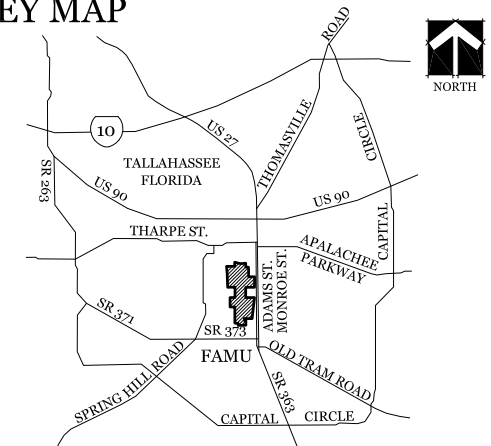 EY MAP
ROAD
NORTH
10
US 27
THOMASVILLE
CIRCLE
TALLAHASSEE
FLORIDA
SR 263
US 90
US 90
CAPITAL
THARPE ST.
APALACHEE
PARKWAY
ADAMS ST.
MONROE ST.
SR 371
SR 373
FAMU
OLD TRAM ROAD
SPRING HILL ROAD
SR 363
CAPITAL CIRCLE